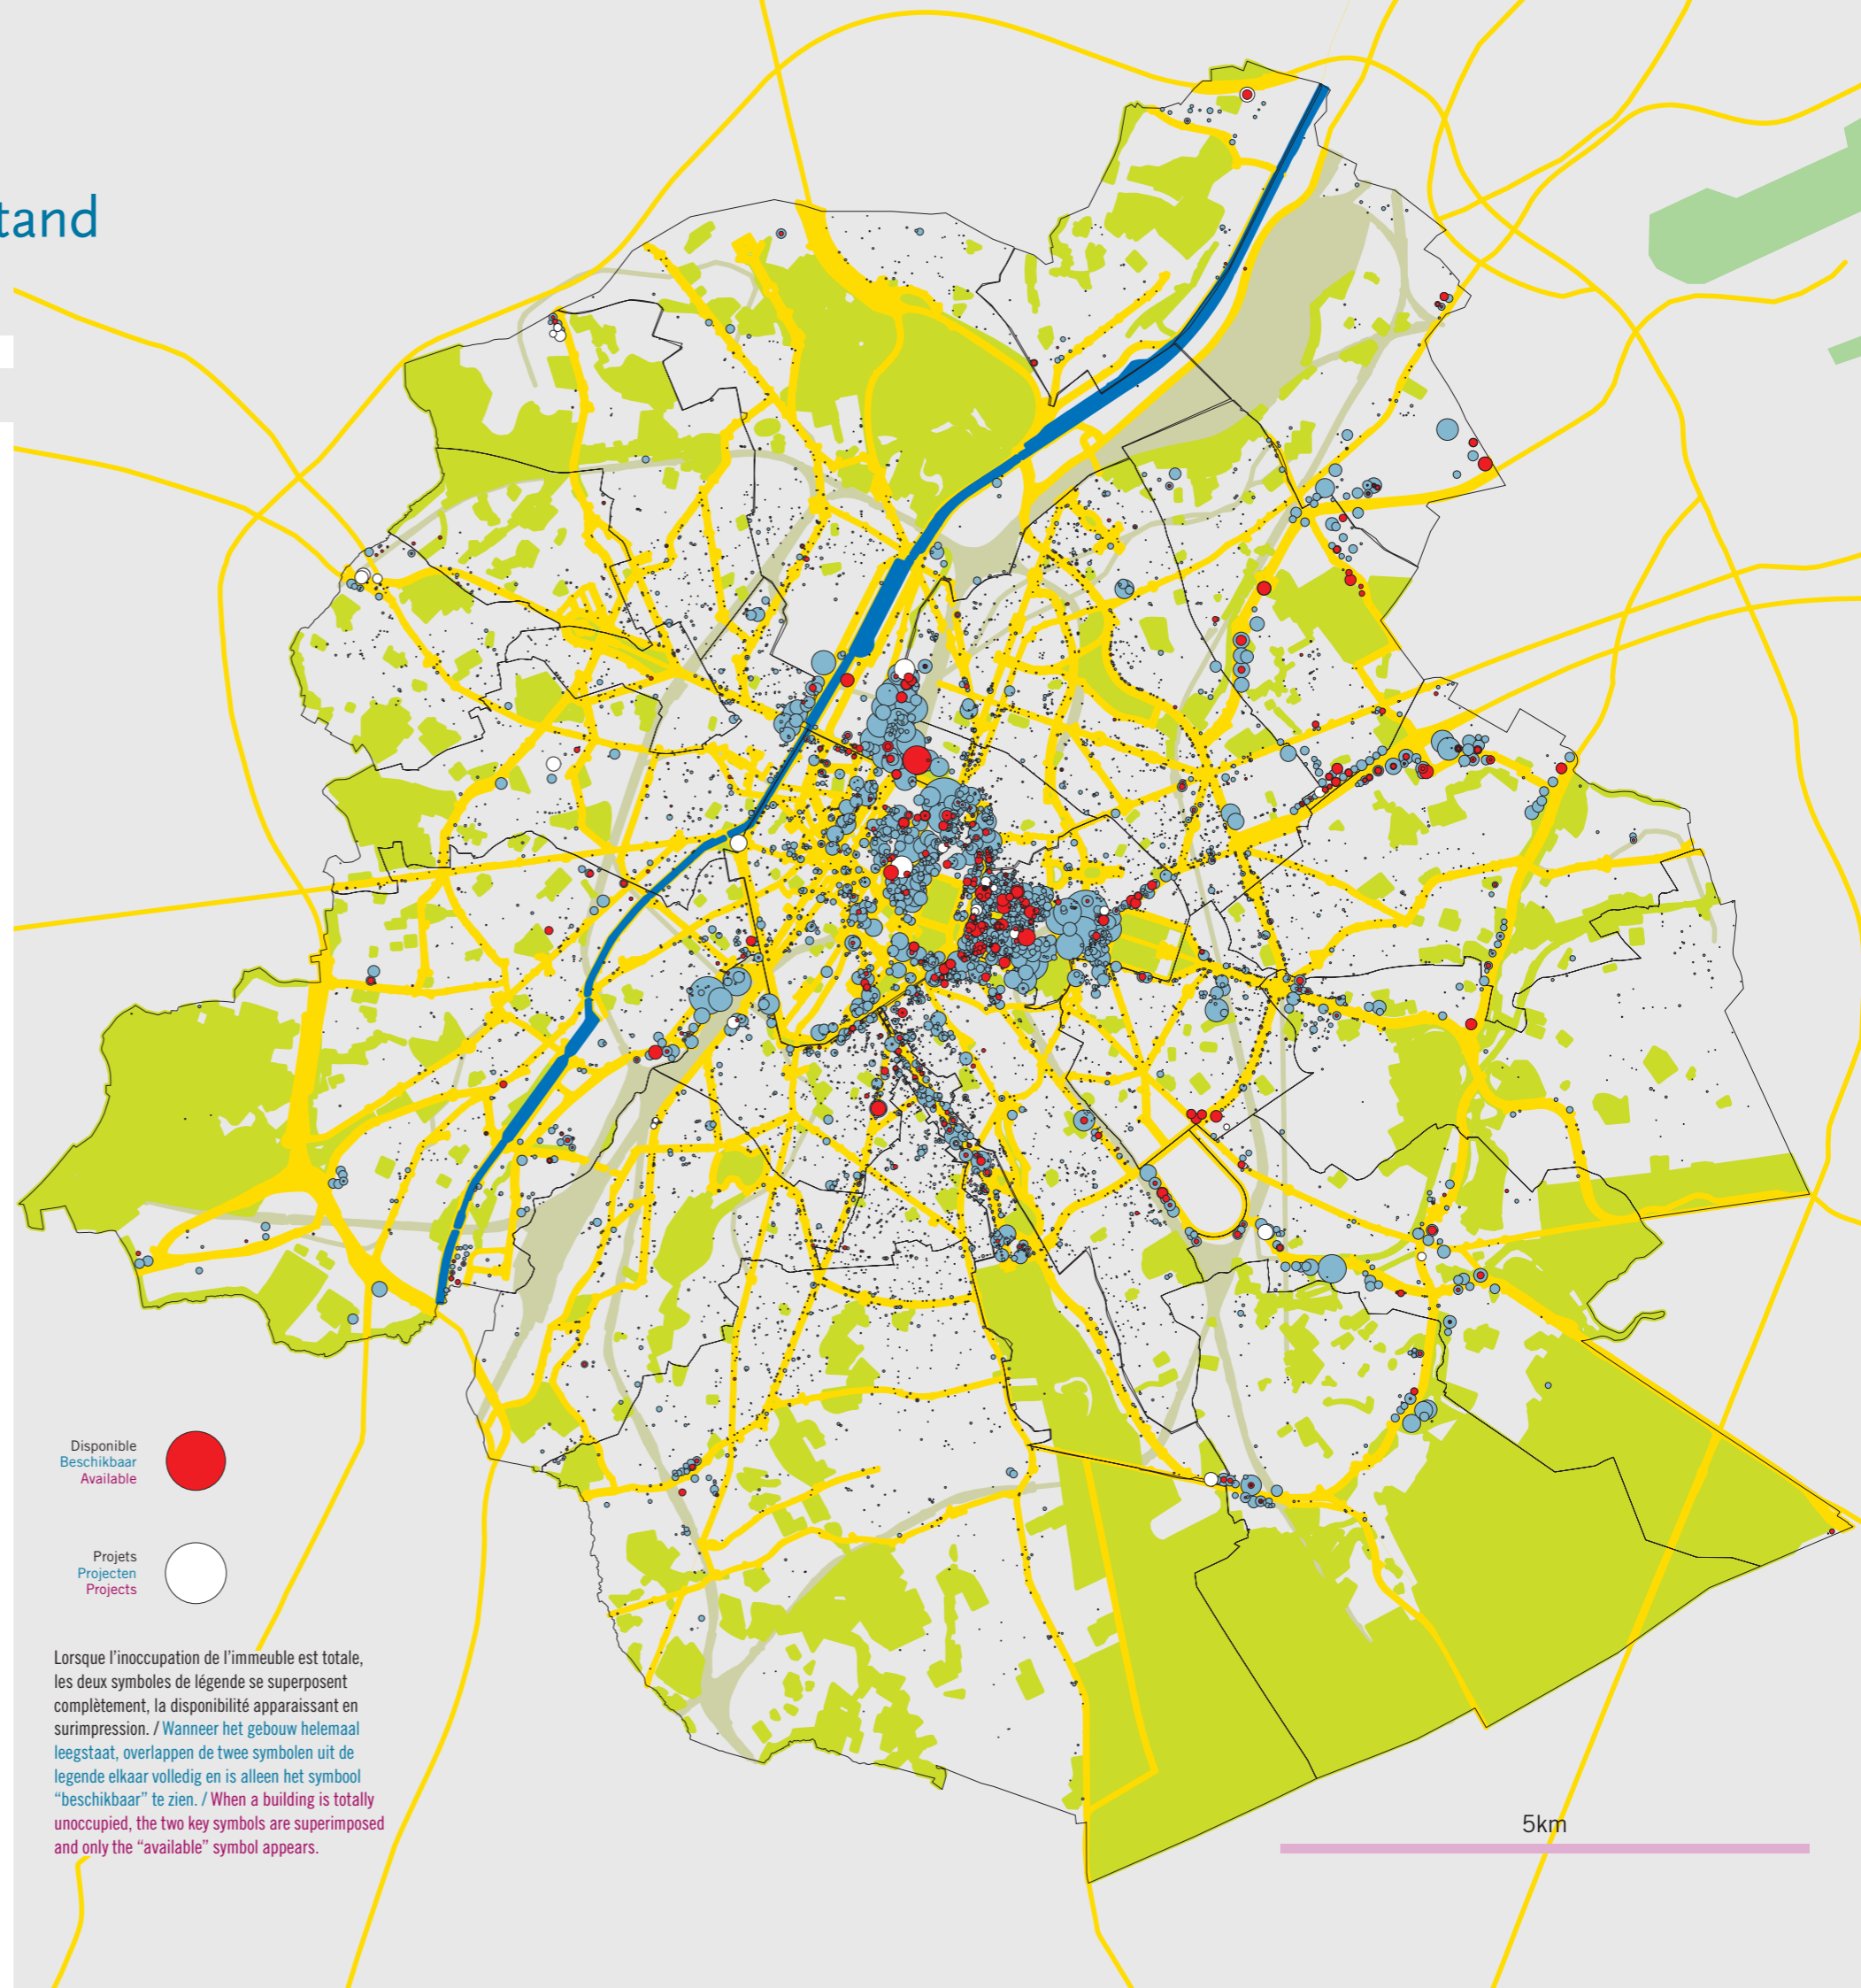 tand
Disponible
Beschikbaar
Available
Projets
Projecten
Projects
Lorsque l’inoccupation de l’immeuble est totale,
les deux symboles de légende se superposent
complètement, la disponibilité apparaissant en
surimpression. / Wanneer het gebouw helemaal
leegstaat, overlappen de twee symbolen uit de
legende elkaar volledig en is alleen het symbool
“beschikbaar” te zien. / When a building is totally
unoccupied, the two key symbols are superimposed
and only the “available” symbol appears.
5km